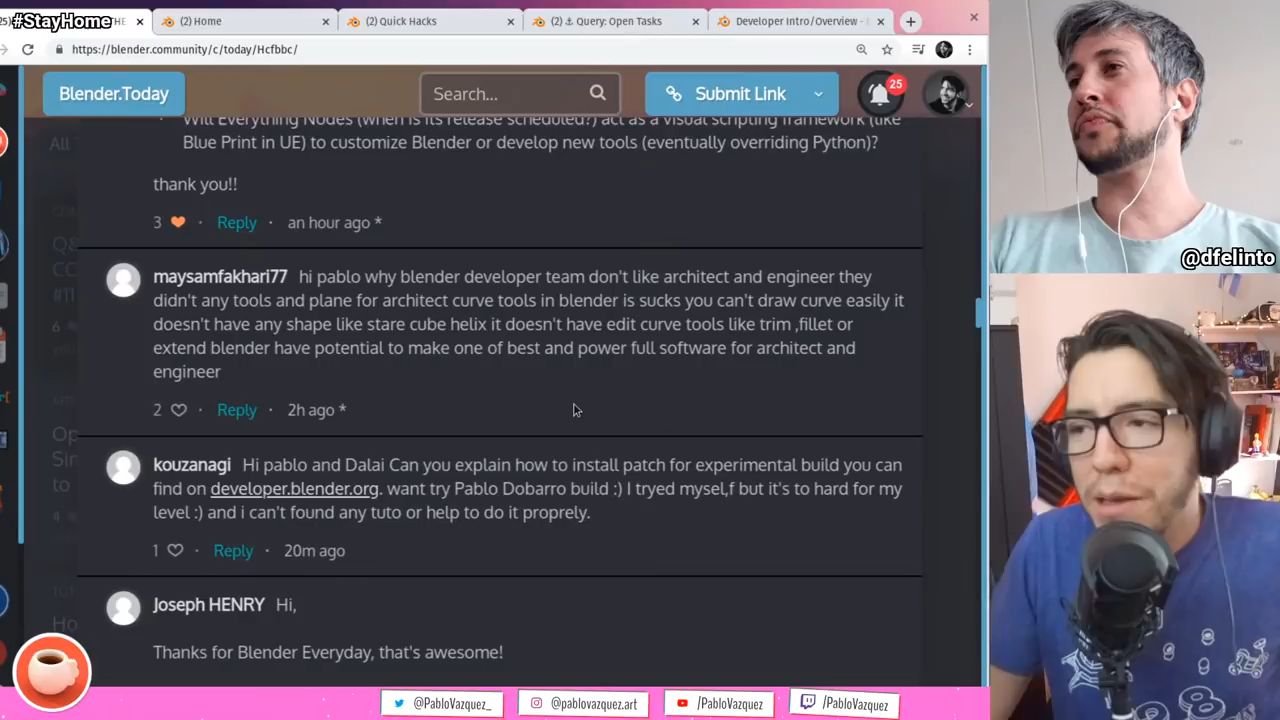 #StayHome
(2) Home
(2) Quick Hacks
(2) ⚓ Query: Open Tasks
Developer Intro/Overview -
https://blender.community/c/today/Hcfbbc/
Blender.Today
Search...
Submit Link
25
All T
Will Everything Nodes (when is its release scheduled?) act as a visual scripting framework (like
Blue Print in UE) to customize Blender or develop new tools (eventually overriding Python)?
thank you!!
3 · Reply · an hour ago *
maysamfakhari77 hi pablo why blender developer team don't like architect and engineer they
didn't any tools and plane for architect curve tools in blender is sucks you can't draw curve easily it
doesn't have any shape like stare cube helix it doesn't have edit curve tools like trim ,fillet or
extend blender have potential to make one of best and power full software for architect and
engineer
2 · Reply · 2h ago *
kouzanagi Hi pablo and Dalai Can you explain how to install patch for experimental build you can
find on developer.blender.org. want try Pablo Dobarro build :) I tryed mysel,f but it's to hard for my
level :) and i can't found any tuto or help to do it proprely.
1 · Reply · 20m ago
Joseph HENRY Hi,
Thanks for Blender Everyday, that's awesome!
@dfelinto
@PabloVazquez_
@pablovazquez.art
/PabloVazquez
/PabloVazquez